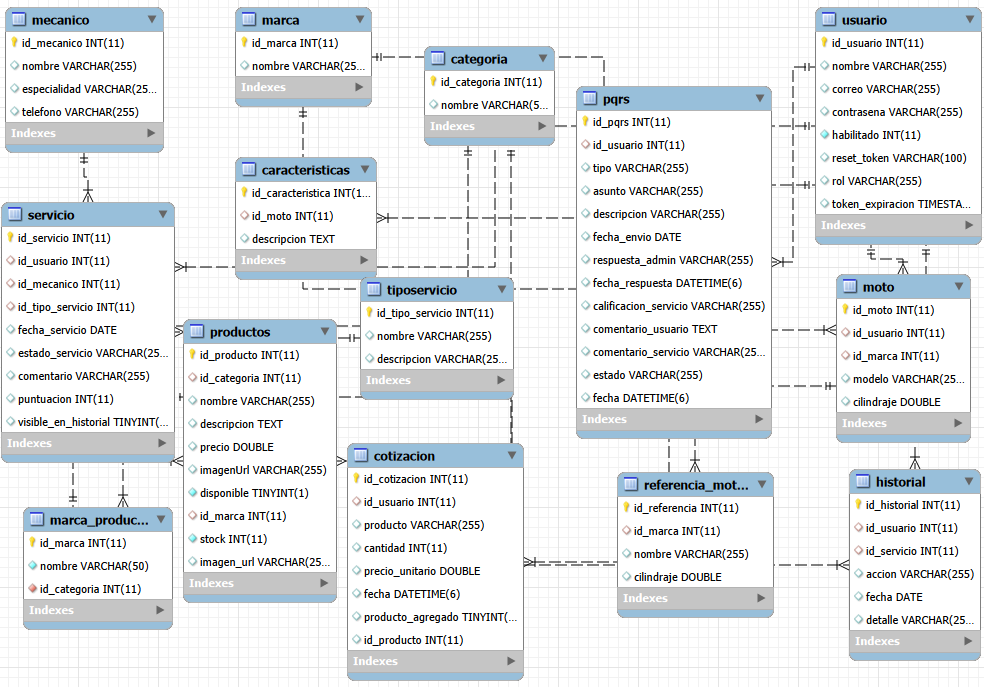 mecanico
id_mecanico INT(11)
nombre VARCHAR(255)
especialidad VARCHAR(25...
telefono VARCHAR(255)
Indexes
marca
id_marca INT(11)
nombre VARCHAR(25...
Indexes
categoria
id_categoria INT(11)
nombre VARCHAR(5...
Indexes
pqrs
id_pqrs INT(11)
id_usuario INT(11)
tipo VARCHAR(255)
asunto VARCHAR(255)
descripcion VARCHAR(255)
fecha_envio DATE
respuesta_admin VARCHAR(255)
fecha_respuesta DATETIME(6)
calificacion_servicio VARCHAR(255)
comentario_usuario TEXT
comentario_servicio VARCHAR(25...
estado VARCHAR(255)
fecha DATETIME(6)
Indexes
usuario
id_usuario INT(11)
nombre VARCHAR(255)
correo VARCHAR(255)
contrasena VARCHAR(255)
habilitado INT(11)
reset_token VARCHAR(100)
rol VARCHAR(255)
token_expiracion TIMESTA...
Indexes
caracteristicas
id_caracteristica INT(1...
id_moto INT(11)
descripcion TEXT
Indexes
servicio
id_servicio INT(11)
id_usuario INT(11)
id_mecanico INT(11)
id_tipo_servicio INT(11)
fecha_servicio DATE
estado_servicio VARCHAR(25...
comentario VARCHAR(255)
puntuacion INT(11)
visible_en_historial TINYINT(...
Indexes
tiposervicio
id_tipo_servicio INT(11)
nombre VARCHAR(255)
descripcion VARCHAR(25...
Indexes
moto
id_moto INT(11)
id_usuario INT(11)
id_marca INT(11)
modelo VARCHAR(25...
cilindraje DOUBLE
Indexes
productos
id_producto INT(11)
id_categoria INT(11)
nombre VARCHAR(255)
descripcion TEXT
precio DOUBLE
imagenUrl VARCHAR(255)
disponible TINYINT(1)
id_marca INT(11)
stock INT(11)
imagen_url VARCHAR(25...
Indexes
cotizacion
id_cotizacion INT(11)
id_usuario INT(11)
producto VARCHAR(255)
cantidad INT(11)
precio_unitario DOUBLE
fecha DATETIME(6)
producto_agregado TINYINT(...
id_producto INT(11)
Indexes
referencia_mot...
id_referencia INT(11)
id_marca INT(11)
nombre VARCHAR(255)
cilindraje DOUBLE
Indexes
historial
id_historial INT(11)
id_usuario INT(11)
id_servicio INT(11)
accion VARCHAR(255)
fecha DATE
detalle VARCHAR(25...
Indexes
marca_produc...
id_marca INT(11)
nombre VARCHAR(50)
id_categoria INT(11)
Indexes